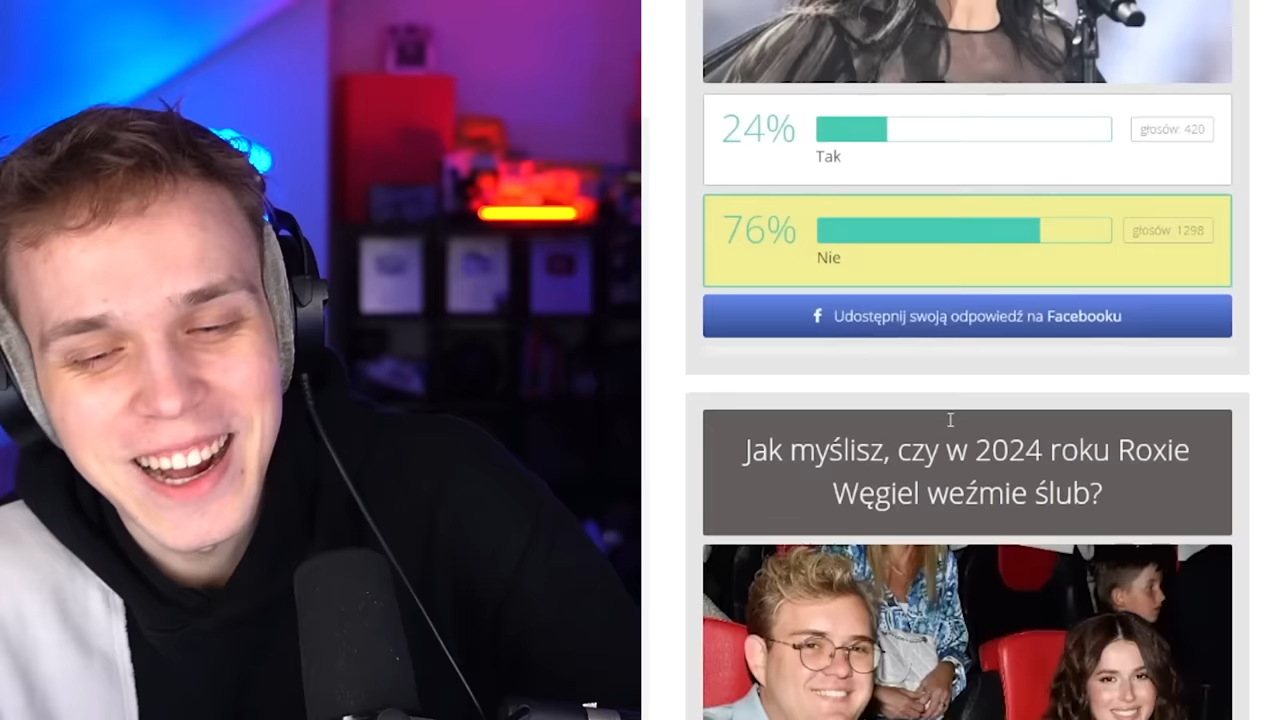 24%
głosów: 420
Tak
76%
głosów: 1298
Nie
f Udostępnij swoją odpowiedź na Facebooku
Jak myślisz, czy w 2024 roku Roxie
Węgiel weźmie ślub?